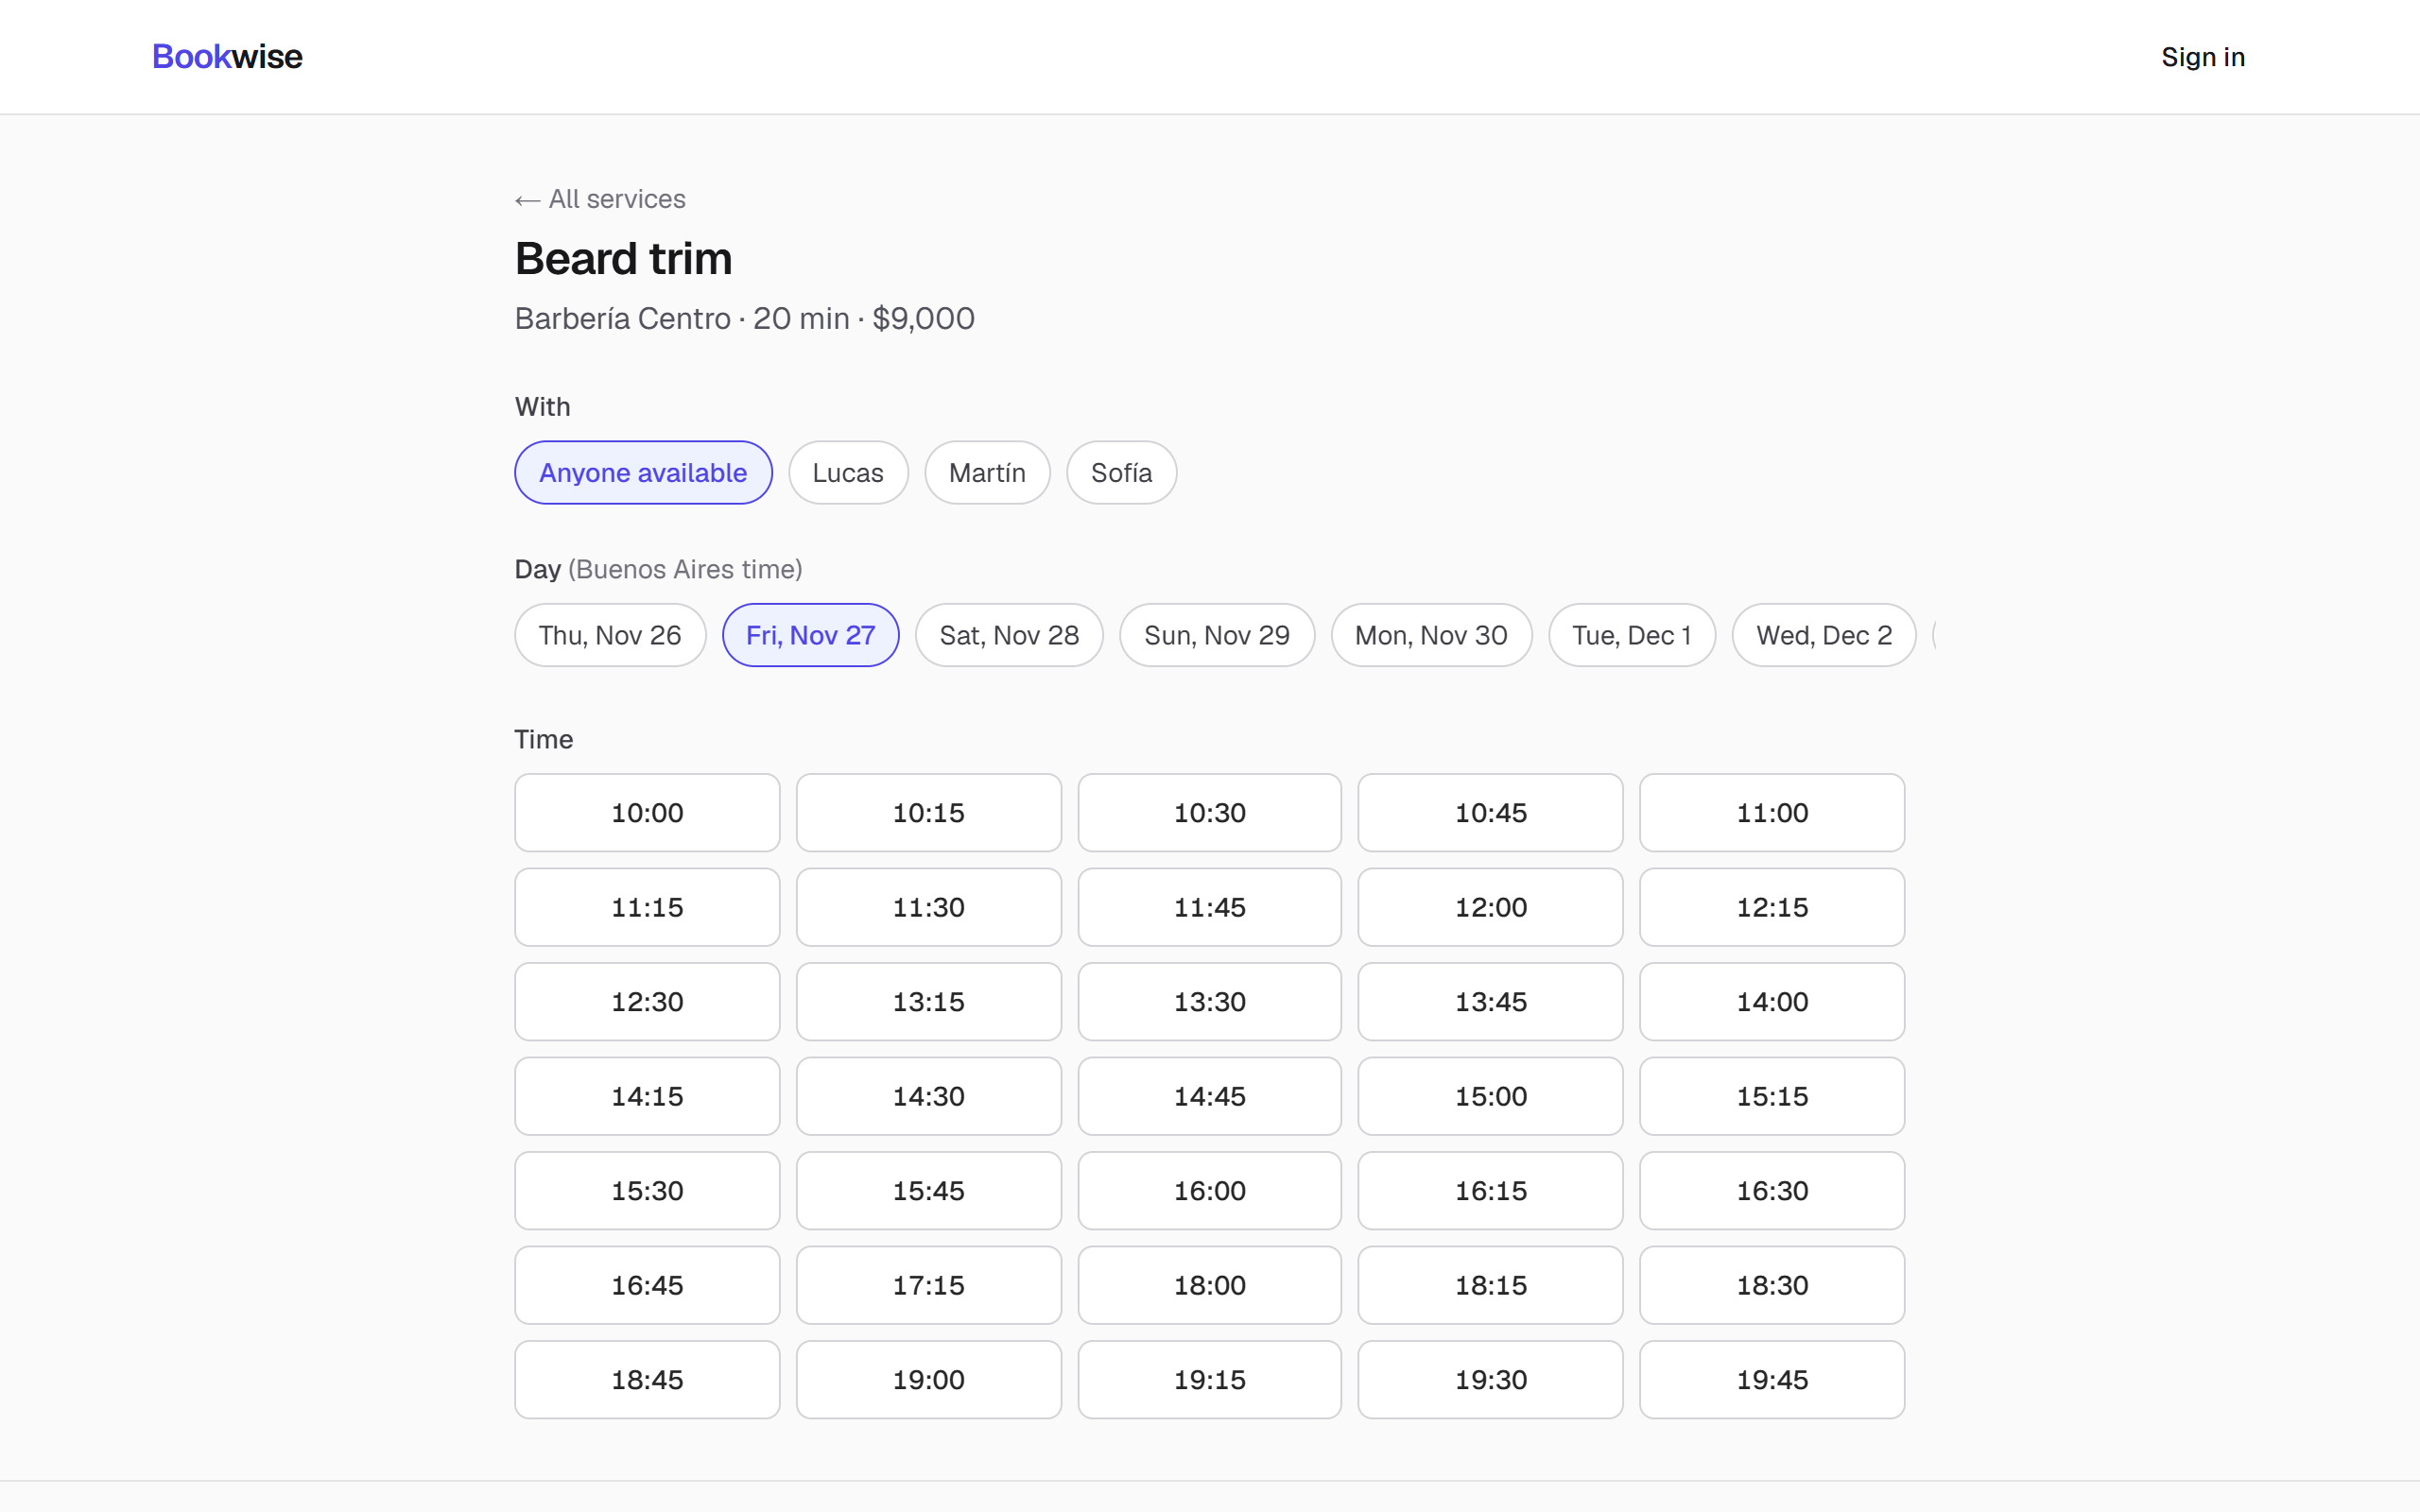 Bookwise Sign in
← All services
Beard trim
Barbería Centro · 20 min · $9,000
With
Anyone available Lucas Martín Sofía
Day (Buenos Aires time)
Thu, Nov 26 Fri, Nov 27 Sat, Nov 28 Sun, Nov 29 Mon, Nov 30 Tue, Dec 1 Wed, Dec 2
Time
10:00 10:15 10:30 10:45 11:00
11:15 11:30 11:45 12:00 12:15
12:30 13:15 13:30 13:45 14:00
14:15 14:30 14:45 15:00 15:15
15:30 15:45 16:00 16:15 16:30
16:45 17:15 18:00 18:15 18:30
18:45 19:00 19:15 19:30 19:45